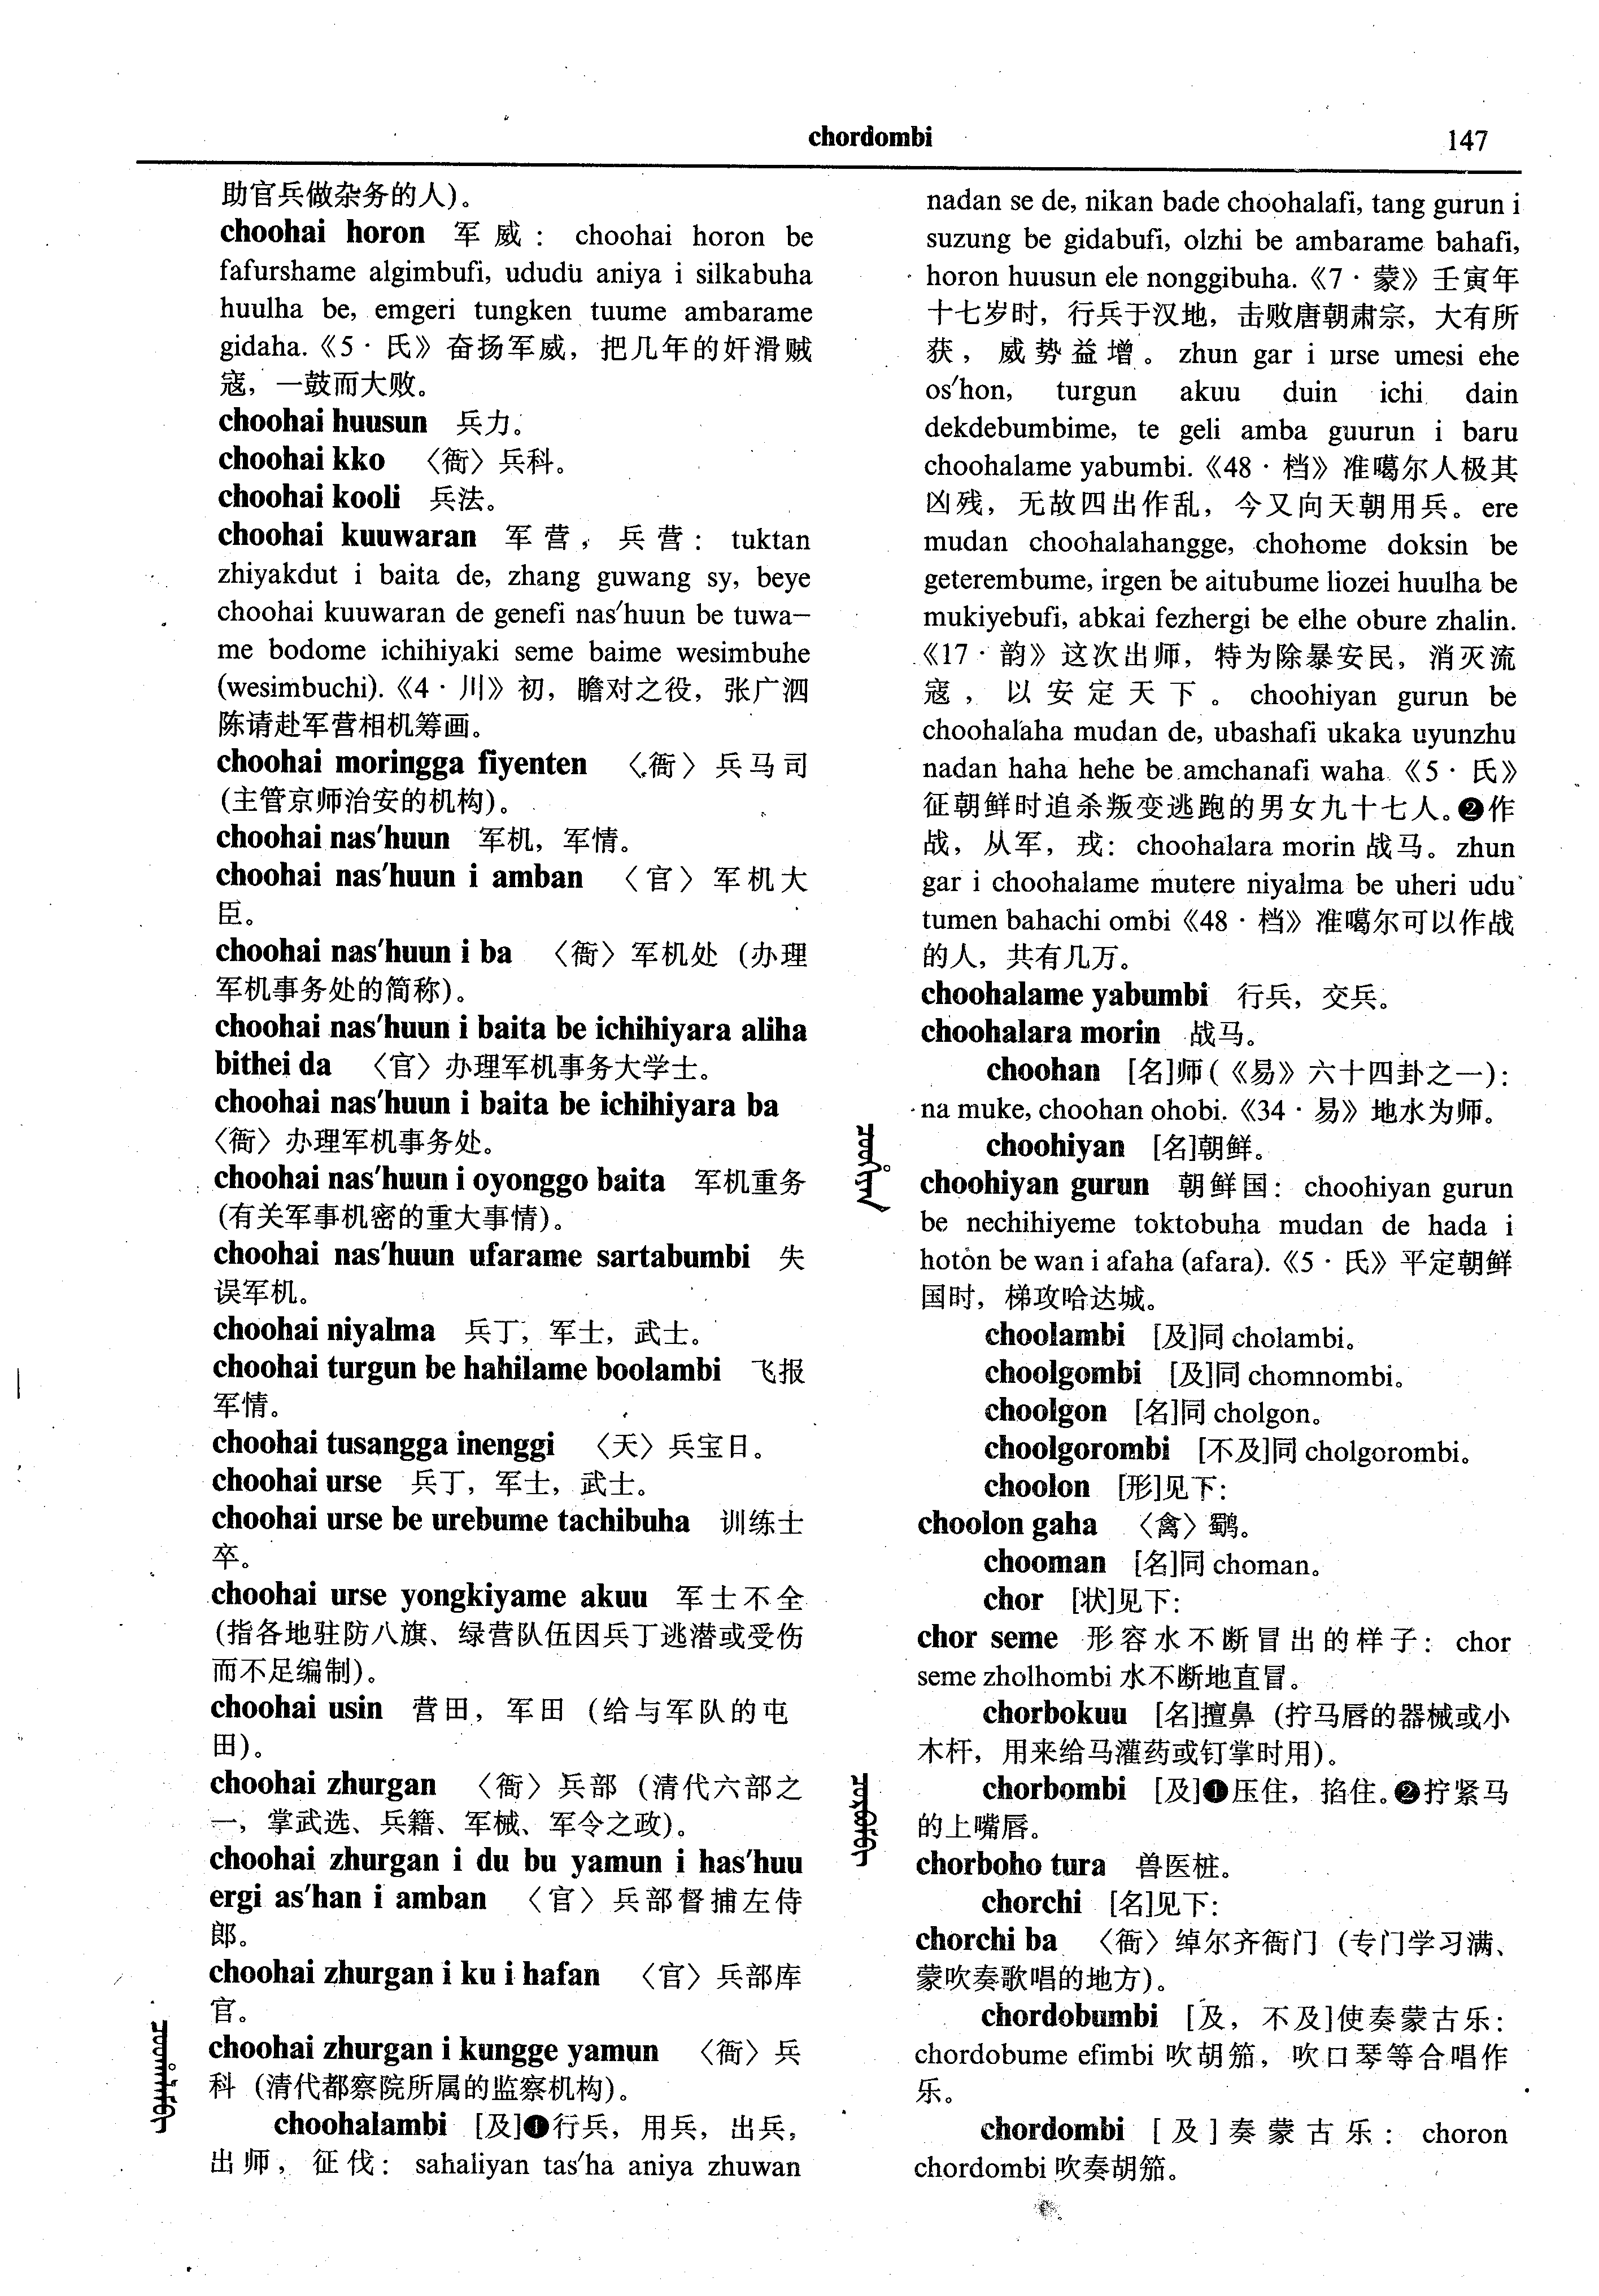 chordombi
147
助官兵做杂务的人)。
choohai horon 军威： choohai horon be
fafurshame algimbufi, ududu aniya i silkabuha
huulha be, emgeri tungken tuume ambarame
gidaha.《5 · 氏》奋扬军威，把几年的奸滑贼
寇，一鼓而大败。
choohai huusun 兵力。
choohai kko 〈衙〉兵科。
choohai kooli 兵法。
choohai kuuwaran 军营，兵营： tuktan
zhiyakdut i baita de, zhang guwang sy, beye
choohai kuuwaran de genefi nas′huun be tuwa—
me bodome ichihiyaki seme baime wesimbuhe
(wesimbuchi).《4 · 川》初，瞻对之役，张广泗
陈请赴军营相机筹画。
choohai moringga fiyenten 〈衙〉兵马司
(主管京师治安的机构)。
choohai nas′huun 军机，军情。
choohai nas′huun i amban 〈官〉军机大
臣。
choohai nas′huun i ba 〈衙〉军机处 (办理
军机事务处的简称)。
choohai nas′huun i baita be ichihiyara aliha
bithei da 〈官〉办理军机事务大学士。
choohai nas′huun i baita be ichihiyara ba
〈衙〉办理军机事务处。
choohai nas′huun i oyonggo baita 军机重务
(有关军事机密的重大事情)。
choohai nas′huun ufarame sartabumbi 失
误军机。
choohai niyalma 兵丁，军士，武士。
choohai turgun be hahilame boolambi 飞报
军情。
choohai tusangga inenggi 〈天〉兵宝日。
choohai urse 兵丁，军士，武士。
choohai urse be urebume tachibuha 训练士
卒。
choohai urse yongkiyame akuu 军士不全
(指各地驻防八旗、绿营队伍因兵丁逃潜或受伤
而不足编制)。
choohai usin 营田，军田 (给与军队的屯
田)。
choohai zhurgan 〈衙〉兵部 (清代六部之
一，掌武选、兵籍、军械、军令之政)。
choohai zhurgan i du bu yamun i has′huu
ergi as′han i amban 〈官〉兵部督捕左侍
郎。
choohai zhurgan i ku i hafan 〈官〉兵部库
官。
choohai zhurgan i kungge yamun 〈衙〉兵
科 (清代都察院所属的监察机构)。
choohalambi [及]❶行兵，用兵，出兵，
出师，征伐： sahaliyan tas′ha aniya zhuwan
nadan se de, nikan bade choohalafi, tang gurun i
suzung be gidabufi, olzhi be ambarame bahafi,
horon huusun ele nonggibuha.《7 · 蒙》壬寅年
十七岁时，行兵于汉地，击败唐朝肃宗，大有所
获，威势益增。zhun gar i urse umesi ehe
os′hon, turgun akuu duin ichi dain
dekdebumbime, te geli amba guurun i baru
choohalame yabumbi.《48 · 档》准噶尔人极其
凶残，无故四出作乱，今又向天朝用兵。ere
mudan choohalahangge, chohome doksin be
geterembume, irgen be aitubume liozei huulha be
mukiyebufi, abkai fezhergi be elhe obure zhalin.
《17 · 韵》这次出师，特为除暴安民，消灭流
寇，以安定天下。choohiyan gurun be
choohalaha mudan de, ubashafi ukaka uyunzhu
nadan haha hehe be amchanafi waha.《5 · 氏》
征朝鲜时追杀叛变逃跑的男女九十七人。❷作
战，从军，戎： choohalara morin 战马。zhun
gar i choohalame mutere niyalma be uheri udu
tumen bahachi ombi《48 · 档》准噶尔可以作战
的人，共有几万。
choohalame yabumbi 行兵，交兵。
choohalara morin 战马。
choohan [名]师 (《易》六十四卦之一)：
na muke, choohan ohobi.《34 · 易》地水为师。
choohiyan [名]朝鲜。
choohiyan gurun 朝鲜国： choohiyan gurun
be nechihiyeme toktobuha mudan de hada i
hoton be wan i afaha (afara).《5 · 氏》平定朝鲜
国时，梯攻哈达城。
choolambi [及]同 cholambi。
choolgombi [及]同 chomnombi。
choolgon [名]同 cholgon。
choolgorombi [不及]同 cholgorombi。
choolon [形]见下：
choolon gaha 〈禽〉鹨。
chooman [名]同 choman。
chor [状]见下：
chor seme 形容水不断冒出的样子： chor
seme zholhombi 水不断地直冒。
chorbokuu [名]擅鼻 (拧马唇的器械或小
木杆，用来给马灌药或钉掌时用)。
chorbombi [及]❶压住，掐住。❷拧紧马
的上嘴唇。
chorboho tura 兽医桩。
chorchi [名]见下：
chorchi ba 〈衙〉绰尔齐衙门 (专门学习满、
蒙吹奏歌唱的地方)。
chordobumbi [及，不及]使奏蒙古乐：
chordobume efimbi 吹胡笳，吹口琴等合唱作
乐。
chordombi [及]奏蒙古乐： choron
chordombi 吹奏胡笳。